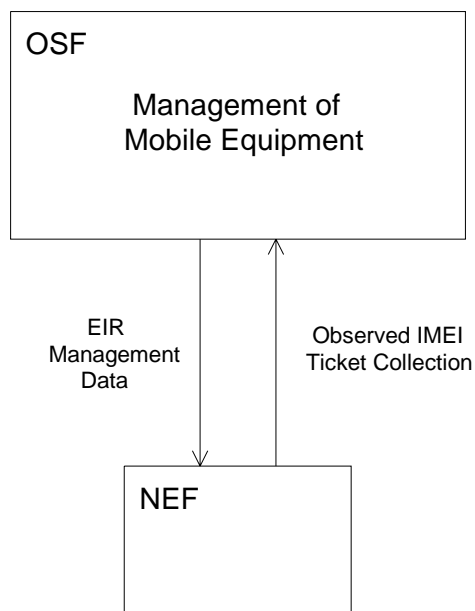 OSF
Management of
Mobile Equipment
EIR
Management
Data
Observed IMEI
Ticket Collection
NEF